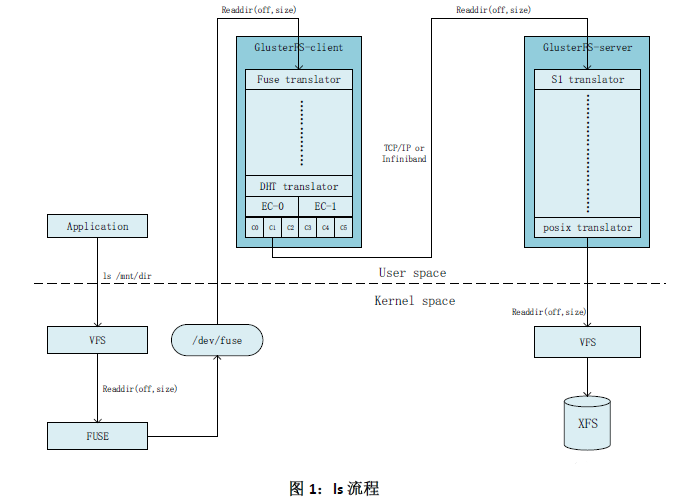 Readdir(off,size)
Readdir(off,size)
GlusterFS-client
GlusterFS-server
Fuse translator
S1 translator
TCP/IP or
Infiniband
DHT translator
EC-0
EC-1
C0
C1
C2
C3
C4
C5
Application
posix translator
ls /mnt/dir
User space
Kernel space
Readdir(off,size)
VFS
/dev/fuse
VFS
Readdir(off,size)
FUSE
XFS
图 1：ls 流程